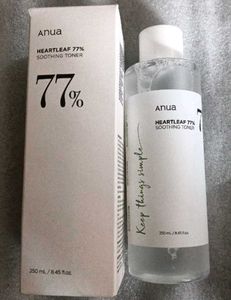 Anua
HEARTLEAF 77%
SOOTHING TONER
77%
250 mL / 8.45 fl.oz.
Anua
HEARTLEAF 77%
SOOTHING TONER
7
Keep things simple
250 mL / 8.45 fl.oz.